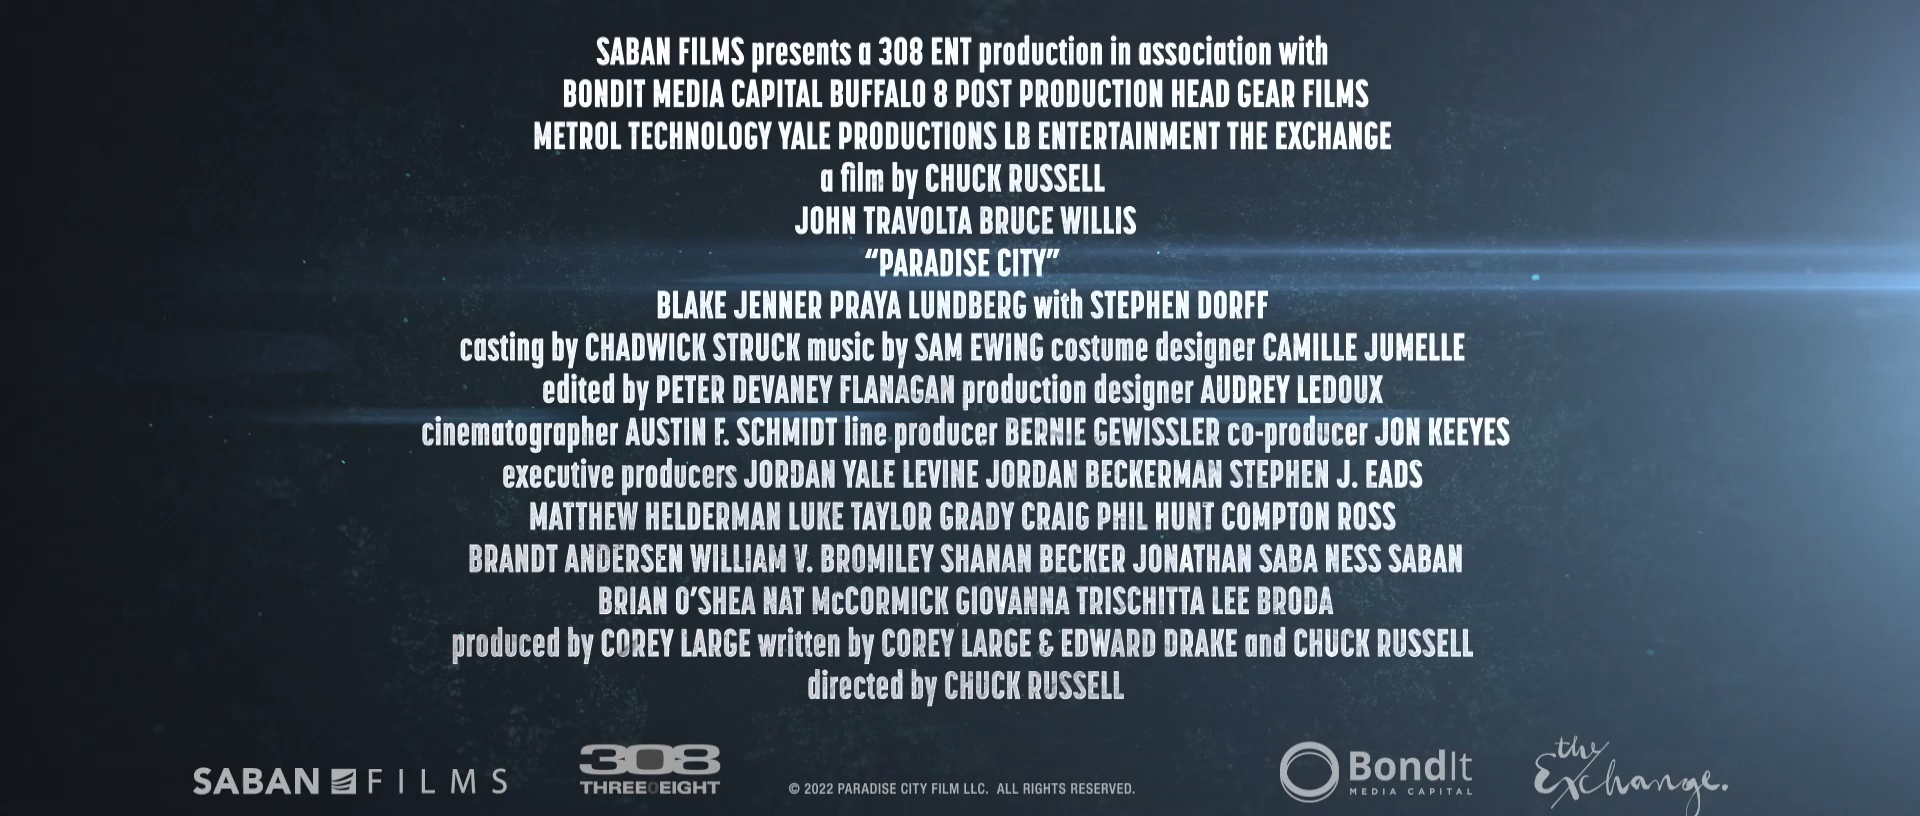 SABAN FILMS presents a 308 ENT production in association with
BONDIT MEDIA CAPITAL BUFFALO 8 POST PRODUCTION HEAD GEAR FILMS
METROL TECHNOLOGY YALE PRODUCTIONS LB ENTERTAINMENT THE EXCHANGE
a film by CHUCK RUSSELL
JOHN TRAVOLTA BRUCE WILLIS
“PARADISE CITY”
BLAKE JENNER PRAYA LUNDBERG with STEPHEN DORFF
casting by CHADWICK STRUCK music by SAM EWING costume designer CAMILLE JUMELLE
edited by PETER DEVANEY FLANAGAN production designer AUDREY LEDOUX
cinematographer AUSTIN F. SCHMIDT line producer BERNIE GEWISSLER co-producer JON KEEYES
executive producers JORDAN YALE LEVINE JORDAN BECKERMAN STEPHEN J. EADS
MATTHEW HELDERMAN LUKE TAYLOR GRADY CRAIG PHIL HUNT COMPTON ROSS
BRANDT ANDERSEN WILLIAM V. BROMILEY SHANAN BECKER JONATHAN SABA NESS SABAN
BRIAN O’SHEA NAT McCORMICK GIOVANNA TRISCHITTA LEE BRODA
produced by COREY LARGE written by COREY LARGE & EDWARD DRAKE and CHUCK RUSSELL
directed by CHUCK RUSSELL
SABAN FILMS
308
THREE0EIGHT
© 2022 PARADISE CITY FILM LLC. ALL RIGHTS RESERVED.
BondIt
MEDIA CAPITAL
the
Exchange.